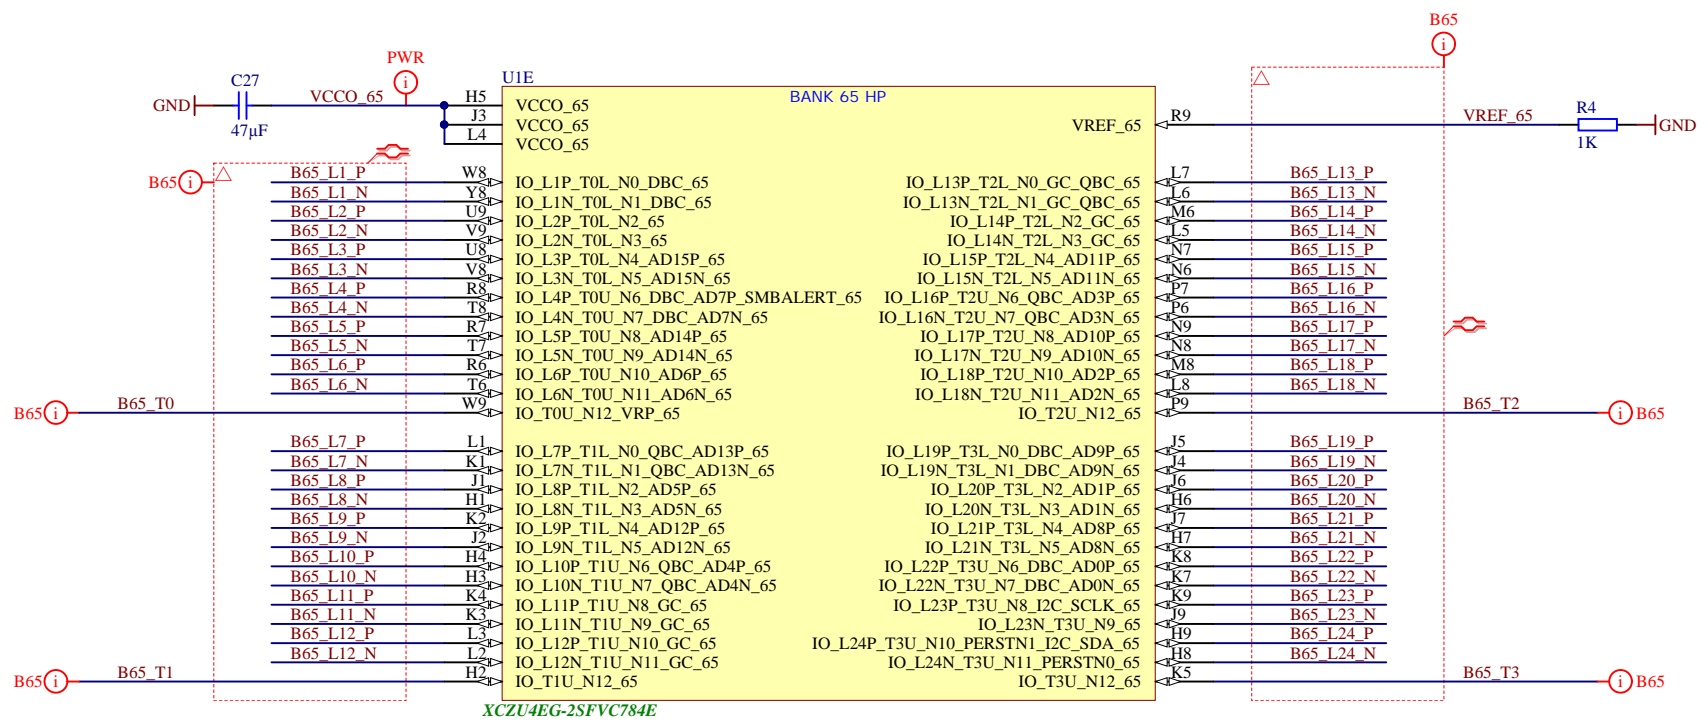 B65
PWR
U1E
C27
BANK 65 HP
GND VCCO_65 H5 VCCO_65
47µF
J3 VCCO_65
L4 VCCO_65
VREF_65 R9 VREF_65 R4 GND
1K
B65
B65_L1_P W8 IO_L1P_T0L_N0_DBC_65
B65_L1_N Y8 IO_L1N_T0L_N1_DBC_65
B65_L2_P U9 IO_L2P_T0L_N2_65
B65_L2_N V9 IO_L2N_T0L_N3_65
B65_L3_P U8 IO_L3P_T0L_N4_AD15P_65
B65_L3_N V8 IO_L3N_T0L_N5_AD15N_65
B65_L4_P R8 IO_L4P_T0U_N6_DBC_AD7P_SMBALERT_65
B65_L4_N T8 IO_L4N_T0U_N7_DBC_AD7N_65
B65_L5_P R7 IO_L5P_T0U_N8_AD14P_65
B65_L5_N T7 IO_L5N_T0U_N9_AD14N_65
B65_L6_P R6 IO_L6P_T0U_N10_AD6P_65
B65_L6_N T6 IO_L6N_T0U_N11_AD6N_65
B65 B65_T0 W9 IO_T0U_N12_VRP_65
B65_L7_P L1 IO_L7P_T1L_N0_QBC_AD13P_65
B65_L7_N K1 IO_L7N_T1L_N1_QBC_AD13N_65
B65_L8_P J1 IO_L8P_T1L_N2_AD5P_65
B65_L8_N H1 IO_L8N_T1L_N3_AD5N_65
B65_L9_P K2 IO_L9P_T1L_N4_AD12P_65
B65_L9_N J2 IO_L9N_T1L_N5_AD12N_65
B65_L10_P H4 IO_L10P_T1U_N6_QBC_AD4P_65
B65_L10_N H3 IO_L10N_T1U_N7_QBC_AD4N_65
B65_L11_P K4 IO_L11P_T1U_N8_GC_65
B65_L11_N K3 IO_L11N_T1U_N9_GC_65
B65_L12_P L3 IO_L12P_T1U_N10_GC_65
B65_L12_N L2 IO_L12N_T1U_N11_GC_65
B65 B65_T1 H2 IO_T1U_N12_65
IO_L13P_T2L_N0_GC_QBC_65 L7 B65_L13_P
IO_L13N_T2L_N1_GC_QBC_65 L6 B65_L13_N
IO_L14P_T2L_N2_GC_65 M6 B65_L14_P
IO_L14N_T2L_N3_GC_65 L5 B65_L14_N
IO_L15P_T2L_N4_AD11P_65 N7 B65_L15_P
IO_L15N_T2L_N5_AD11N_65 N6 B65_L15_N
IO_L16P_T2U_N6_QBC_AD3P_65 P7 B65_L16_P
IO_L16N_T2U_N7_QBC_AD3N_65 P6 B65_L16_N
IO_L17P_T2U_N8_AD10P_65 N9 B65_L17_P
IO_L17N_T2U_N9_AD10N_65 N8 B65_L17_N
IO_L18P_T2U_N10_AD2P_65 M8 B65_L18_P
IO_L18N_T2U_N11_AD2N_65 L8 B65_L18_N
IO_T2U_N12_65 P9 B65_T2 B65
IO_L19P_T3L_N0_DBC_AD9P_65 J5 B65_L19_P
IO_L19N_T3L_N1_DBC_AD9N_65 J4 B65_L19_N
IO_L20P_T3L_N2_AD1P_65 J6 B65_L20_P
IO_L20N_T3L_N3_AD1N_65 H6 B65_L20_N
IO_L21P_T3L_N4_AD8P_65 J7 B65_L21_P
IO_L21N_T3L_N5_AD8N_65 H7 B65_L21_N
IO_L22P_T3U_N6_DBC_AD0P_65 K8 B65_L22_P
IO_L22N_T3U_N7_DBC_AD0N_65 K7 B65_L22_N
IO_L23P_T3U_N8_I2C_SCLK_65 K9 B65_L23_P
IO_L23N_T3U_N9_65 J9 B65_L23_N
IO_L24P_T3U_N10_PERSTN1_I2C_SDA_65 H9 B65_L24_P
IO_L24N_T3U_N11_PERSTN0_65 H8 B65_L24_N
IO_T3U_N12_65 K5 B65_T3 B65
XCZU4EG-2SFVC784E